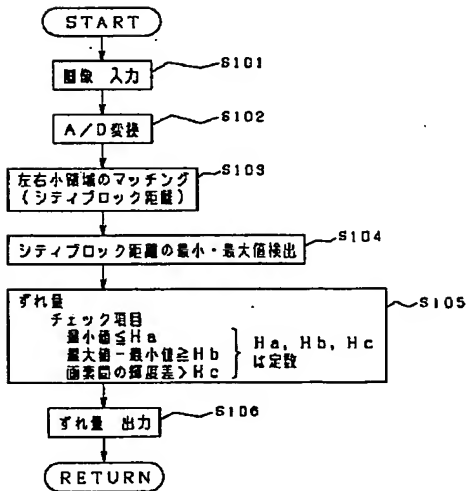 START
画像 入力
S101
A/D変換
S102
左右小領域のマッチング
(シティブロック距離)
S103
シティブロック距離の最小・最大値検出
S104
ずれ量
チェック項目
最小値≦Ha
最大値-最小値≧Hb
画素間の輝度差>Hc
Ha, Hb, Hc
は定数
S105
ずれ量 出力
S106
RETURN